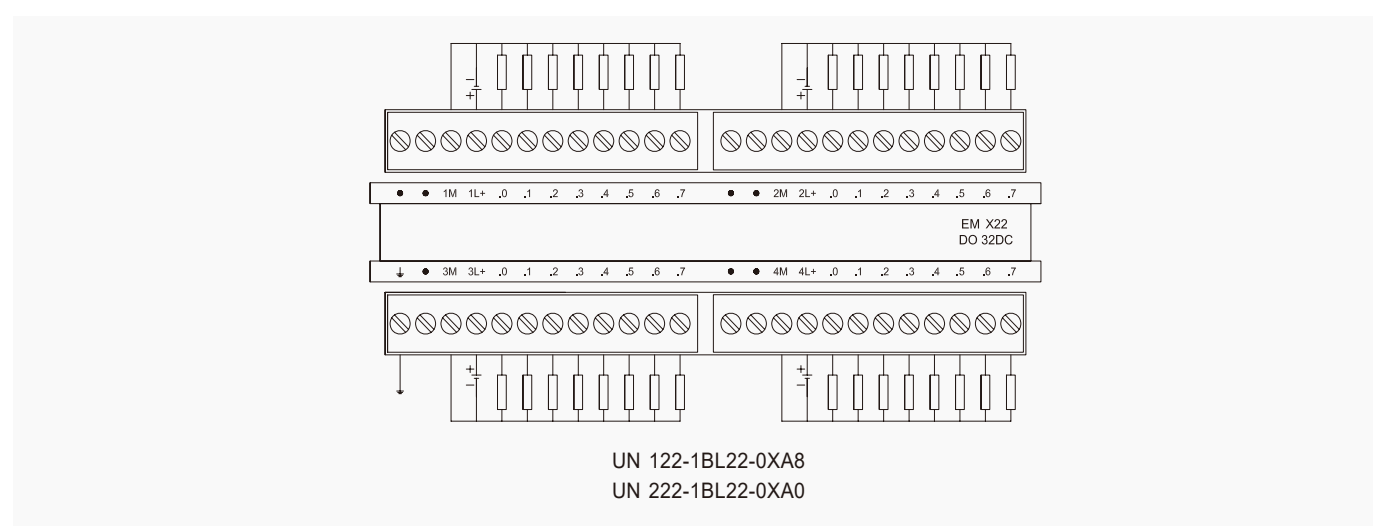 ● ● 1M 1L+ .0 .1 .2 .3 .4 .5 .6 .7 ● ● 2M 2L+ .0 .1 .2 .3 .4 .5 .6 .7
EM X22
DO 32DC
● 3M 3L+ .0 .1 .2 .3 .4 .5 .6 .7 ● ● 4M 4L+ .0 .1 .2 .3 .4 .5 .6 .7
UN 122-1BL22-0XA8
UN 222-1BL22-0XA0